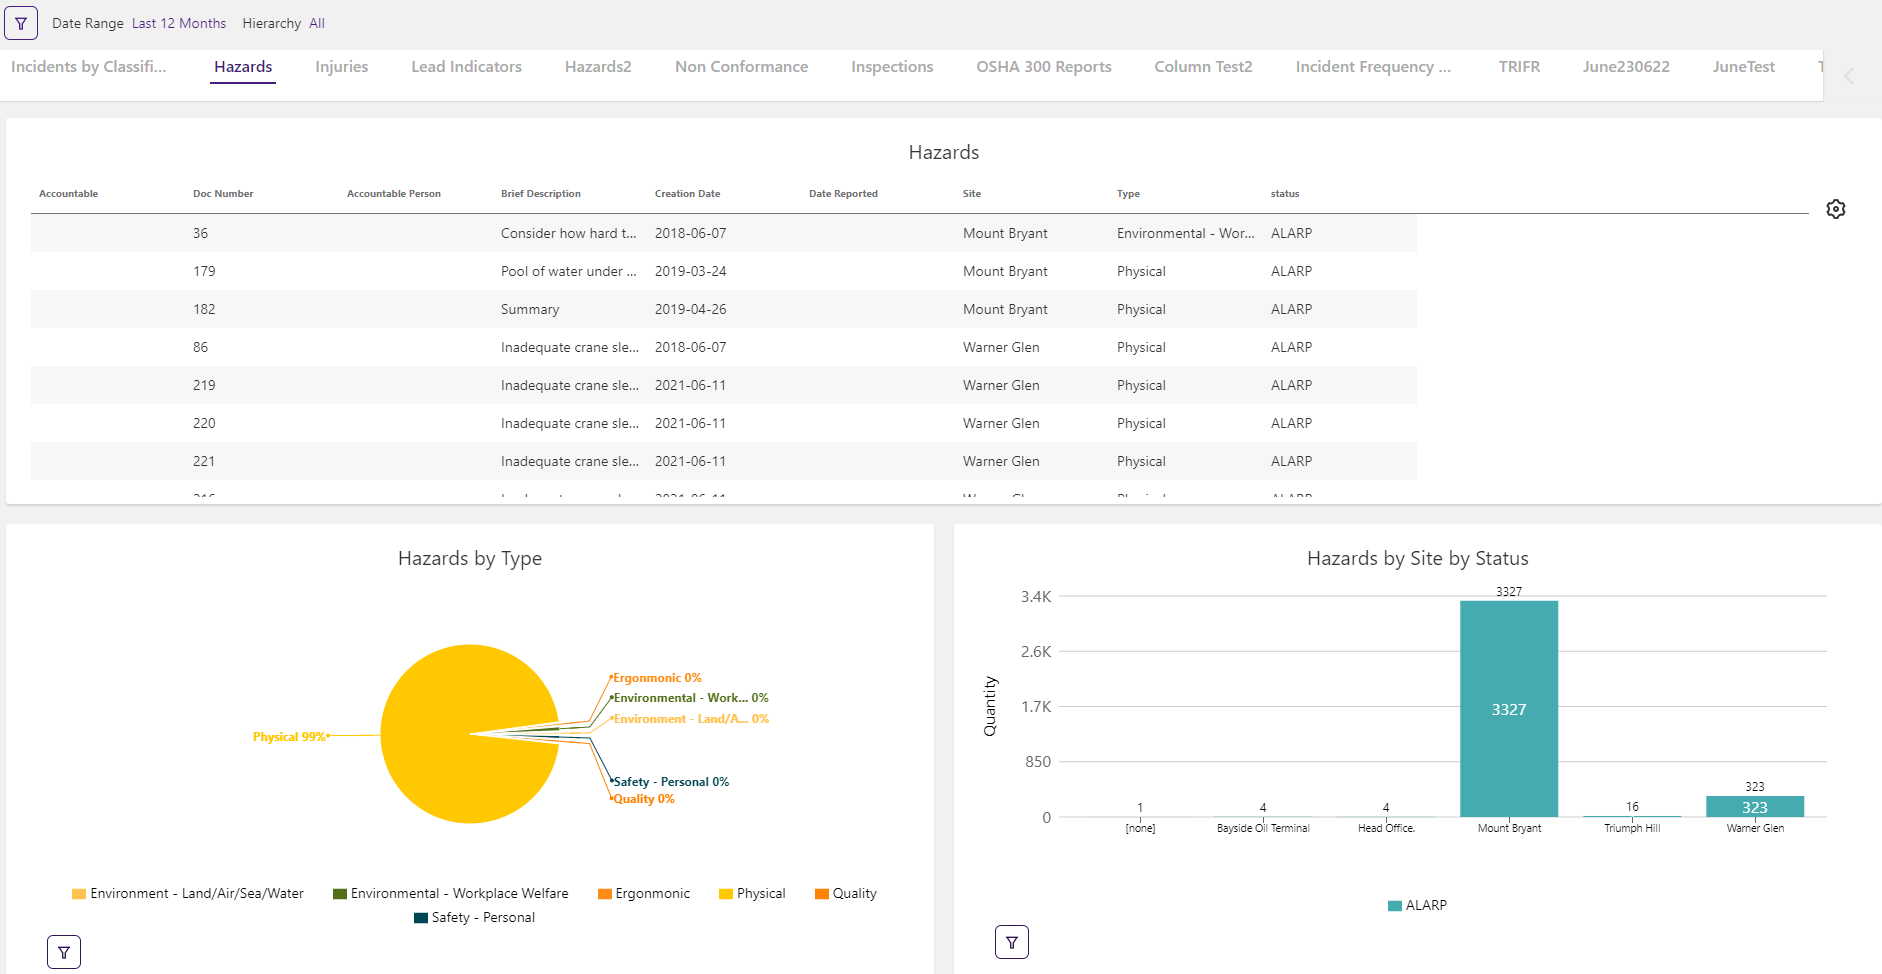 Date Range Last 12 Months Hierarchy All
Incidents by Classifi... Hazards Injuries Lead Indicators Hazards2 Non Conformance Inspections OSHA 300 Reports Column Test2 Incident Frequency ... TRIFR June230622 JuneTest
Hazards
Accountable Doc Number Accountable Person Brief Description Creation Date Date Reported Site Type status
36 Consider how hard t... 2018-06-07 Mount Bryant Environmental - Wor... ALARP
179 Pool of water under ... 2019-03-24 Mount Bryant Physical ALARP
182 Summary 2019-04-26 Mount Bryant Physical ALARP
86 Inadequate crane sle... 2018-06-07 Warner Glen Physical ALARP
219 Inadequate crane sle... 2021-06-11 Warner Glen Physical ALARP
220 Inadequate crane sle... 2021-06-11 Warner Glen Physical ALARP
221 Inadequate crane sle... 2021-06-11 Warner Glen Physical ALARP
Hazards by Type
Ergonmonic 0%
Environmental - Work... 0%
Environment - Land/A... 0%
Physical 99%
Safety - Personal 0%
Quality 0%
Environment - Land/Air/Sea/Water Environmental - Workplace Welfare Ergonmonic Physical Quality
Safety - Personal
Hazards by Site by Status
3327
3.4K
2.6K
1.7K
850
0
Quantity
3327
323
323
1 4 4 16
[none] Bayside Oil Terminal Head Office. Mount Bryant Triumph Hill Warner Glen
ALARP